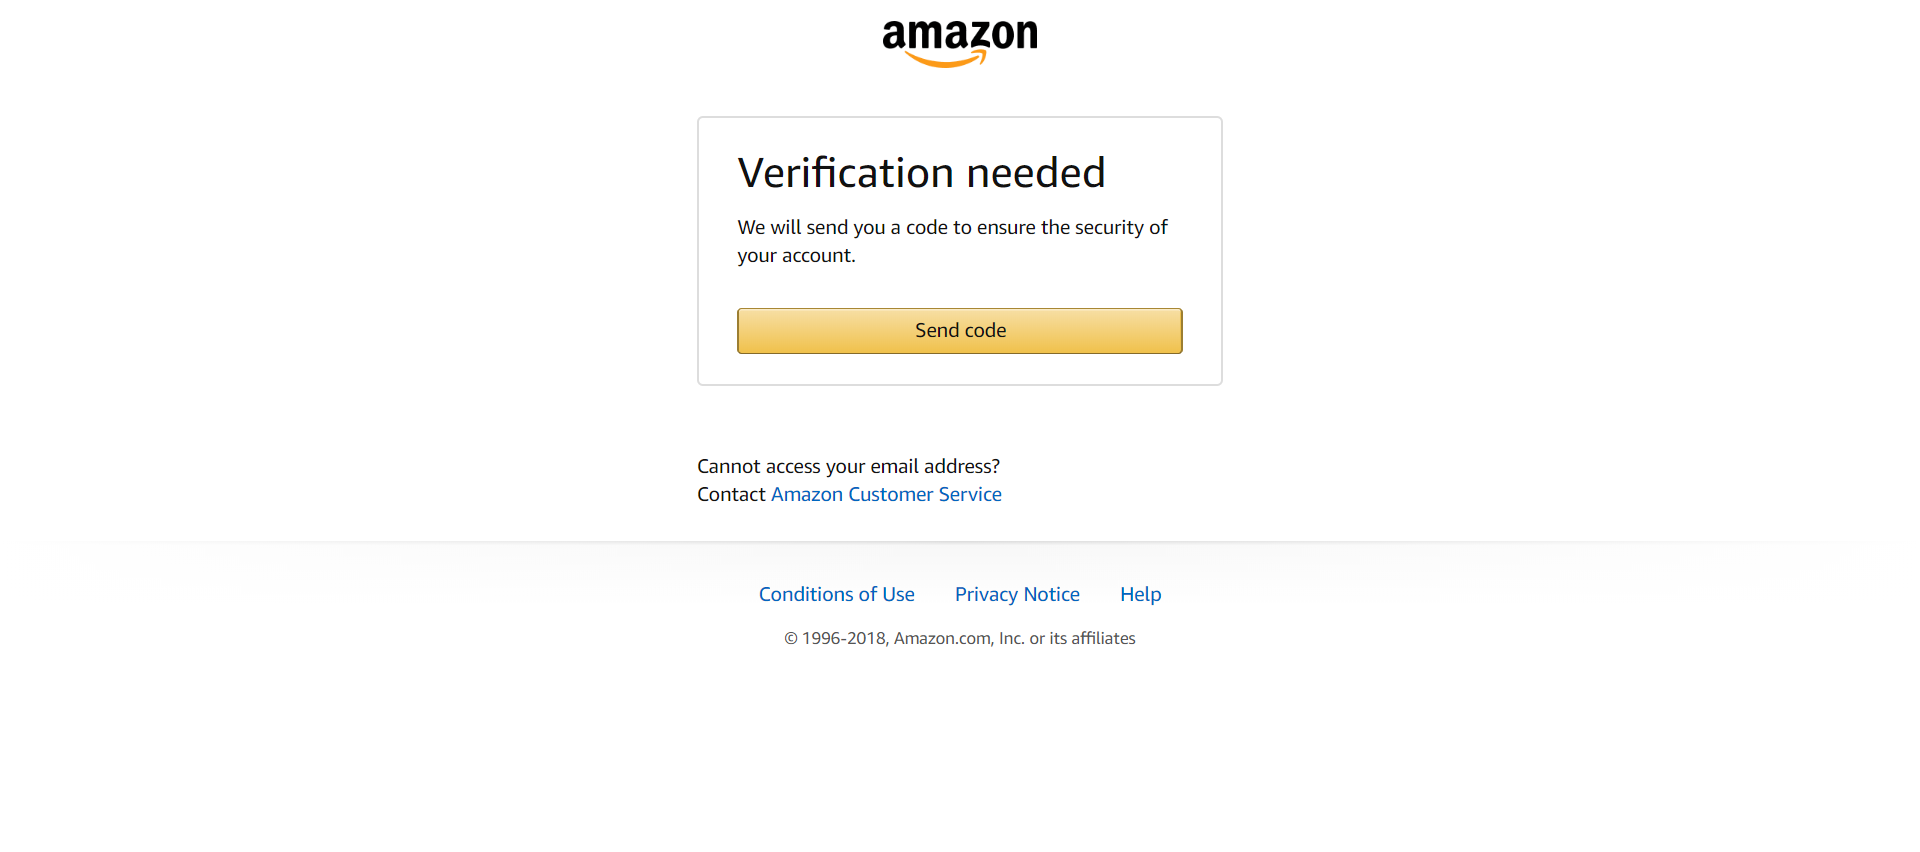 amazon
Verification needed
We will send you a code to ensure the security of
your account.
Send code
Cannot access your email address?
Contact Amazon Customer Service
Conditions of Use Privacy Notice Help
© 1996-2018, Amazon.com, Inc. or its affiliates